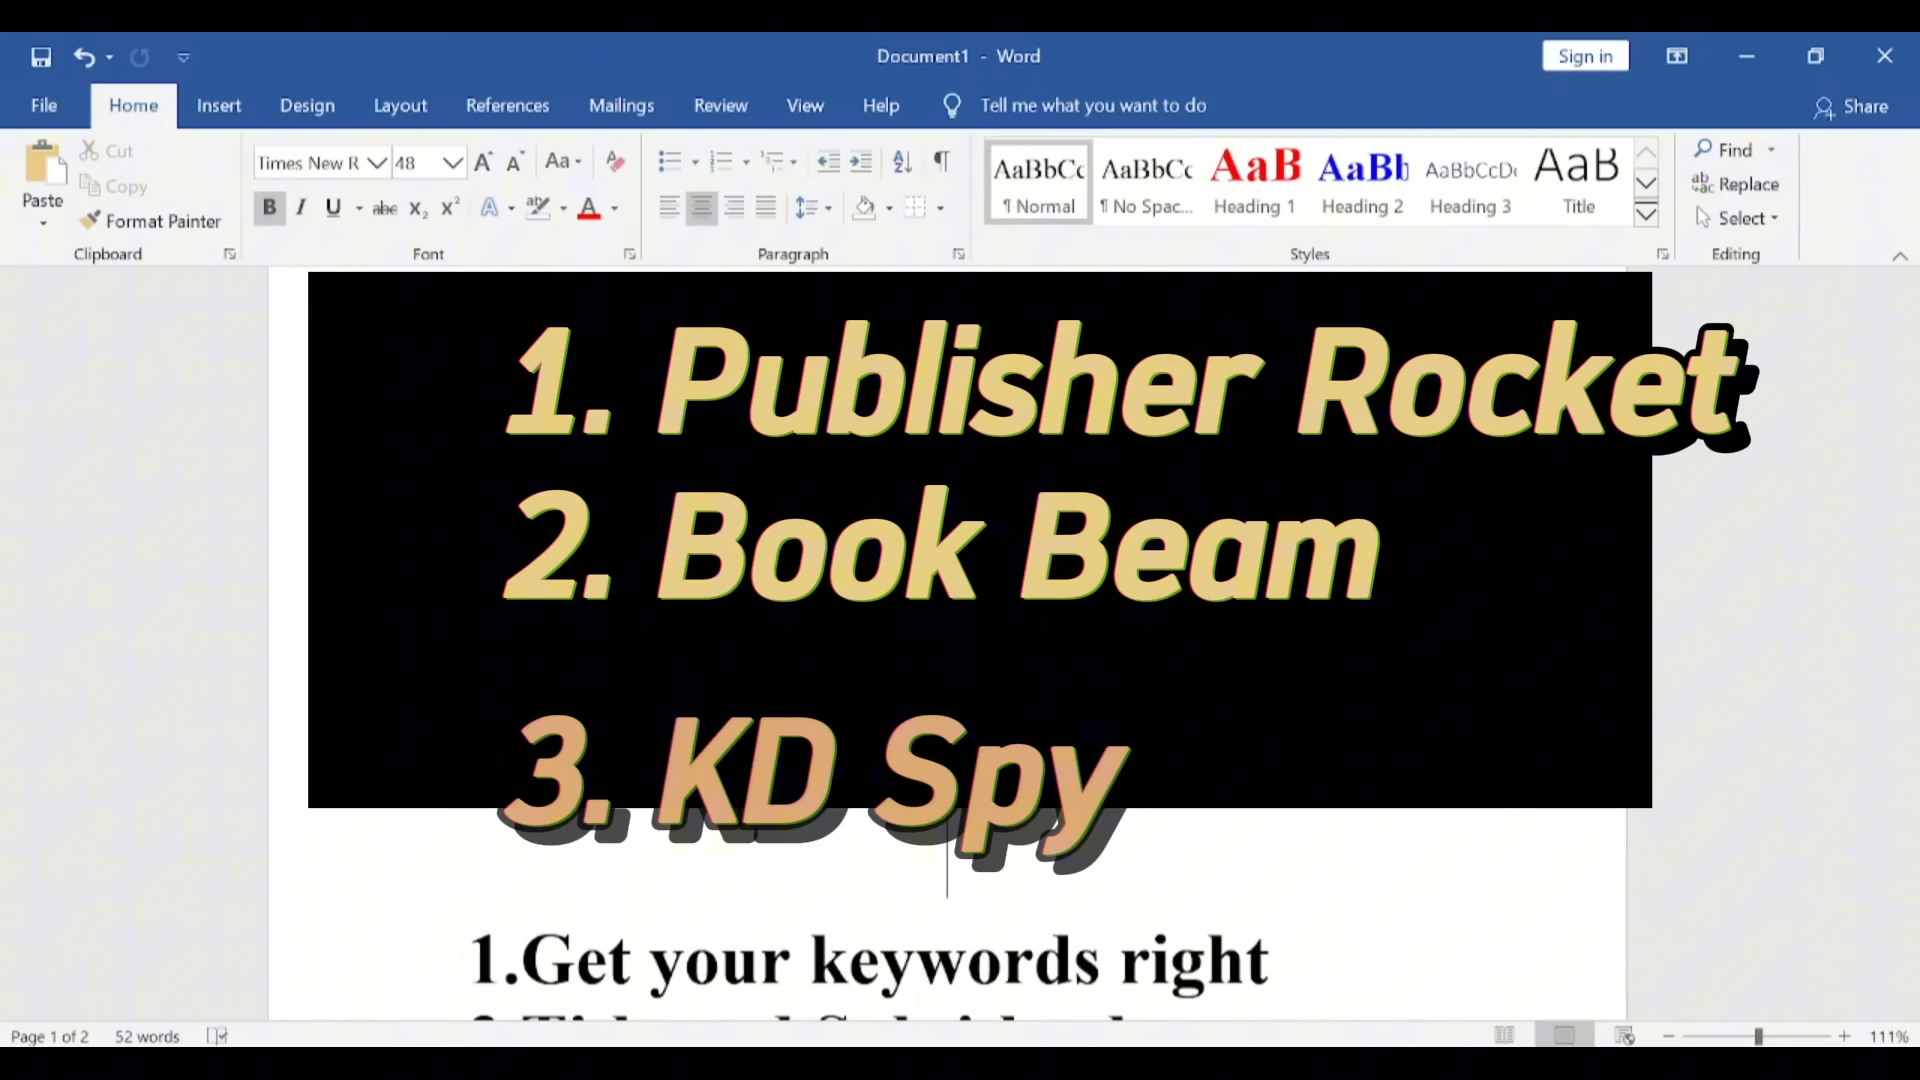 Document1 - Word
Sign in
File Home Insert Design Layout References Mailings Review View Help Tell me what you want to do Share
Paste
Cut
Copy
Format Painter
Clipboard
Times New R 48
Font
Paragraph
AaBbCc AaBbCc AaB AaBb AaBbCcD AaB
¶ Normal ¶ No Spac... Heading 1 Heading 2 Heading 3 Title
Styles
Find
Replace
Select
Editing
1. Publisher Rocket
2. Book Beam
3. KD Spy
1.Get your keywords right
Page 1 of 2 52 words 111%